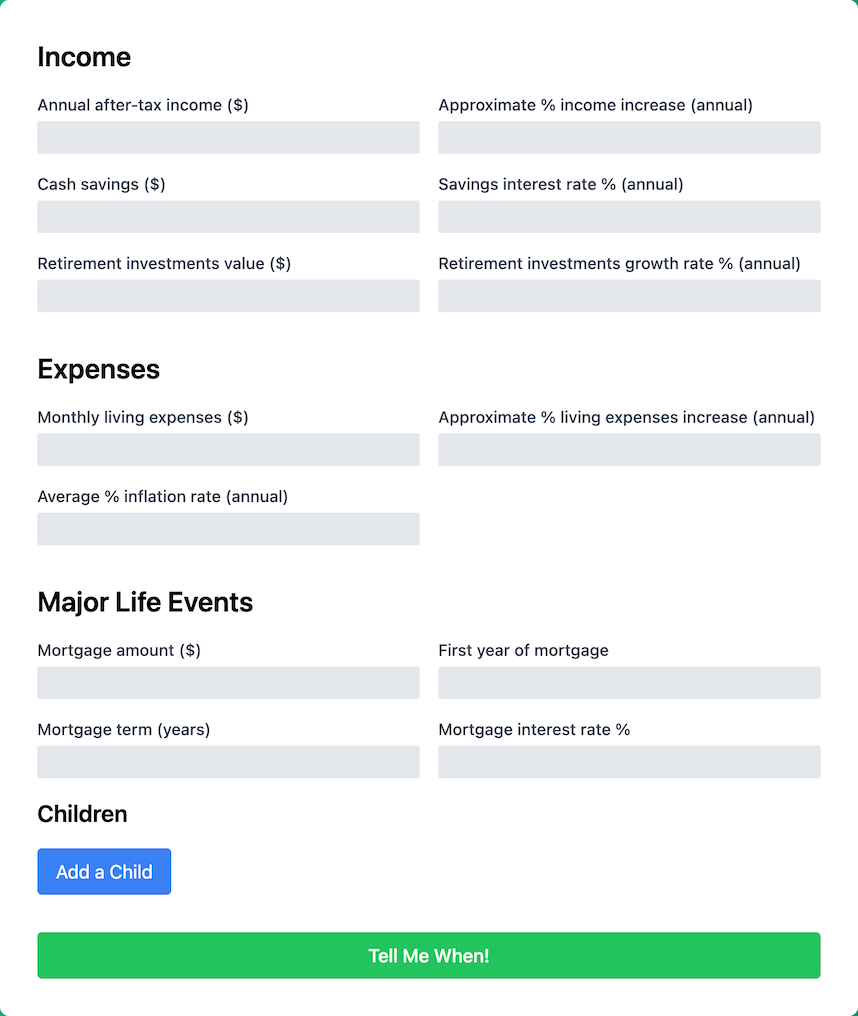 Income
Annual after-tax income ($)
Approximate % income increase (annual)
Cash savings ($)
Savings interest rate % (annual)
Retirement investments value ($)
Retirement investments growth rate % (annual)
Expenses
Monthly living expenses ($)
Approximate % living expenses increase (annual)
Average % inflation rate (annual)
Major Life Events
Mortgage amount ($)
First year of mortgage
Mortgage term (years)
Mortgage interest rate %
Children
Add a Child
Tell Me When!